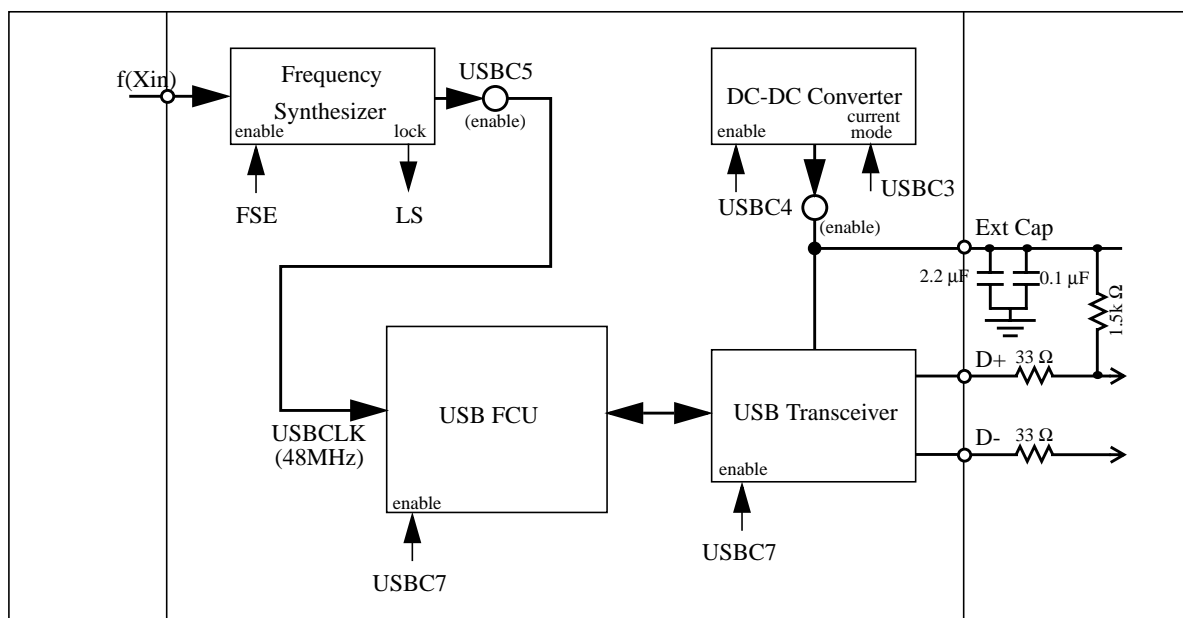 f(Xin)
Frequency
Synthesizer
enable
lock
FSE
LS
USBC5
(enable)
DC-DC Converter
enable
current
mode
USBC4
USBC3
(enable)
Ext Cap
2.2 μF
0.1 μF
1.5k Ω
USBCLK
(48MHz)
USB FCU
enable
USBC7
USB Transceiver
enable
USBC7
D+
33 Ω
D-
33 Ω